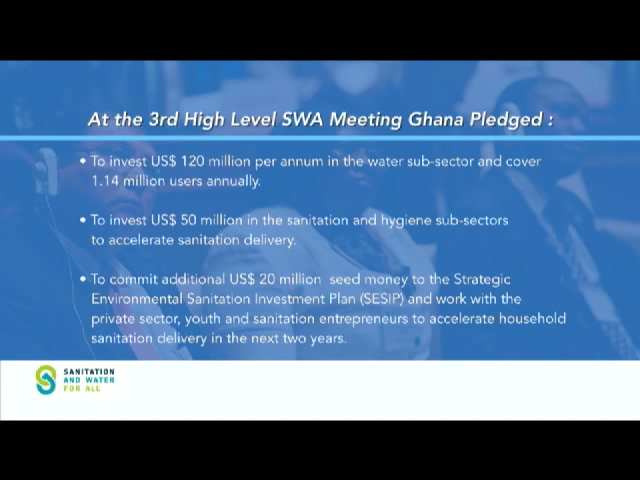 At the 3rd High Level SWA Meeting Ghana Pledged :
• To invest US$ 120 million per annum in the water sub-sector and cover
1.14 million users annually.
• To invest US$ 50 million in the sanitation and hygiene sub-sectors
to accelerate sanitation delivery.
• To commit additional US$ 20 million seed money to the Strategic
Environmental Sanitation Investment Plan (SESIP) and work with the
private sector, youth and sanitation entrepreneurs to accelerate household
sanitation delivery in the next two years.
SANITATION
AND WATER
FOR ALL